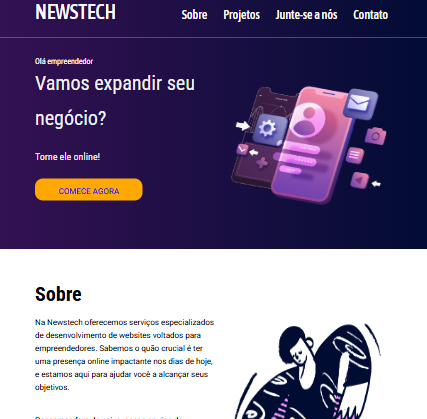 NEWSTECH
Sobre Projetos Junte-se a nós Contato
Olá empreendedor
Vamos expandir seu
negócio?
Torne ele online!
COMECE AGORA
Sobre
Na Newstech oferecemos serviços especializados
de desenvolvimento de websites voltados para
empreendedores. Sabemos o quão crucial é ter
uma presença online impactante nos dias de hoje,
e estamos aqui para ajudar você a alcançar seus
objetivos.